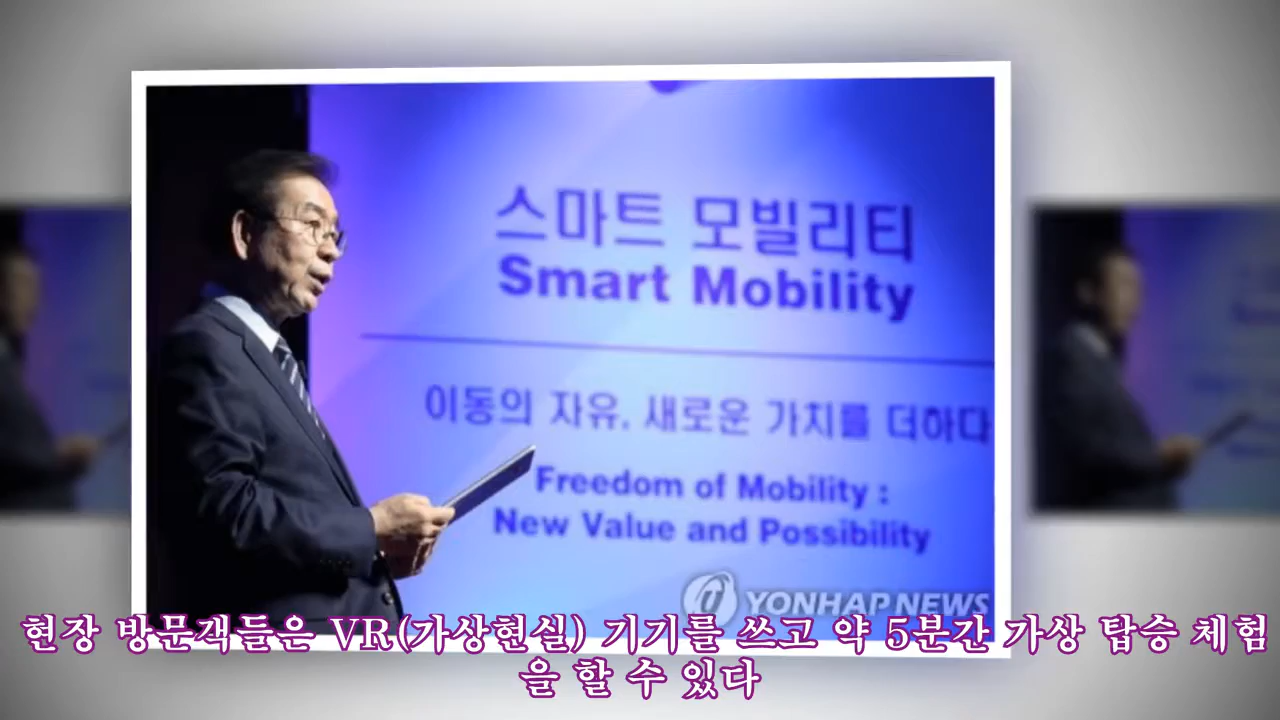 스마트 모빌리티
Smart Mobility
이동의 자유, 새로운 가치를 더하다
Freedom of Mobility :
New Value and Possibility
YONHAP NEWS
현장 방문객들은 VR(가상현실) 기기를 쓰고 약 5분간 가상 탑승 체험
을 할 수 있다